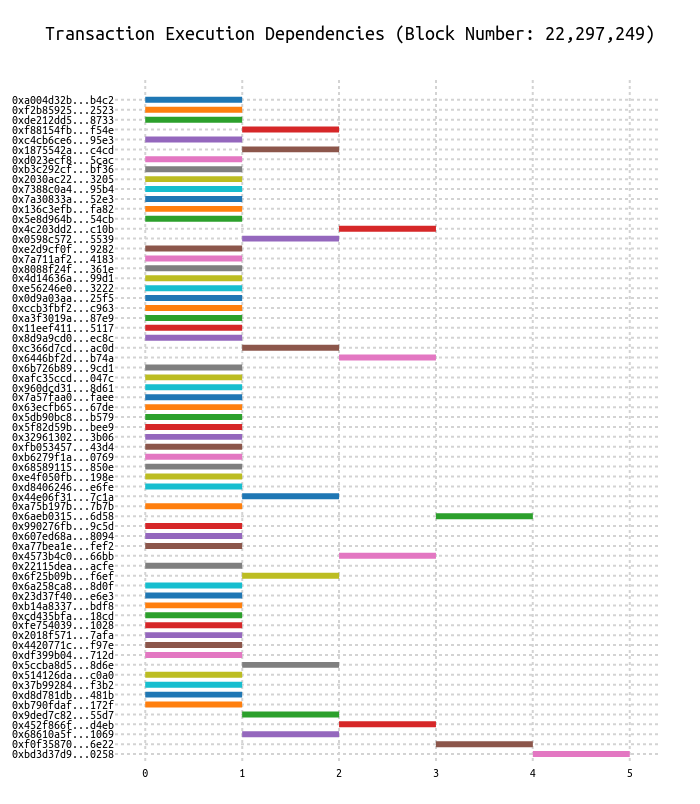 Transaction Execution Dependencies (Block Number: 22,297,249)
0xa004d32b...b4c2
0xf2b85925...2523
0xde212dd5...8733
0xf88154fb...f54e
0xc4cb6ce6...95e3
0x1875542a...c4cd
0xd023ecf8...5cac
0xb3c292cf...bf36
0x2030ac22...3205
0x7388c0a4...95b4
0x7a30833a...52e3
0x136c3efb...fa82
0x5e8d964b...54cb
0x4c203dd2...c10b
0x0598c572...5539
0xe2d9cf0f...9282
0x7a711af2...4183
0x8088f24f...361e
0x4d14636a...99d1
0xe56246e0...3222
0x0d9a03aa...25f5
0xccb3fbf2...c963
0xa3f3019a...87e9
0x11eef411...5117
0x8d9a9cd0...ec8c
0xc366d7cd...ac0d
0x6446bf2d...b74a
0x6b726b89...9cd1
0xafc35ccd...047c
0x960dcd31...8d61
0x7a57faa0...faee
0x63ecfb65...67de
0x5db90bc8...b579
0x5f82d59b...bee9
0x32961302...3b06
0xfb053457...43d4
0xb6279f1a...0769
0x68589115...850e
0xe4f050fb...198e
0xd8406246...e6fe
0x44e06f31...7c1a
0xa75b197b...7b7b
0x6aeb0315...6d58
0x990276fb...9c5d
0x607ed68a...8094
0xa77bea1e...fef2
0x4573b4c0...66bb
0x22115dea...acfe
0x6f25b09b...f6ef
0x6a258ca8...8d0f
0x23d37f40...e6e3
0xb14a8337...bdf8
0xcd435bfa...18cd
0xfe754039...1028
0x2018f571...7afa
0x4420771c...f97e
0xdf399b04...712d
0x5ccba8d5...8d6e
0x514126da...c0a0
0x37b99284...f3b2
0xd8d781db...481b
0xb790fdaf...172f
0x9ded7c82...55d7
0x452f866f...d4eb
0x68610a5f...1069
0xf0f35870...6e22
0xbd3d37d9...0258
0 1 2 3 4 5